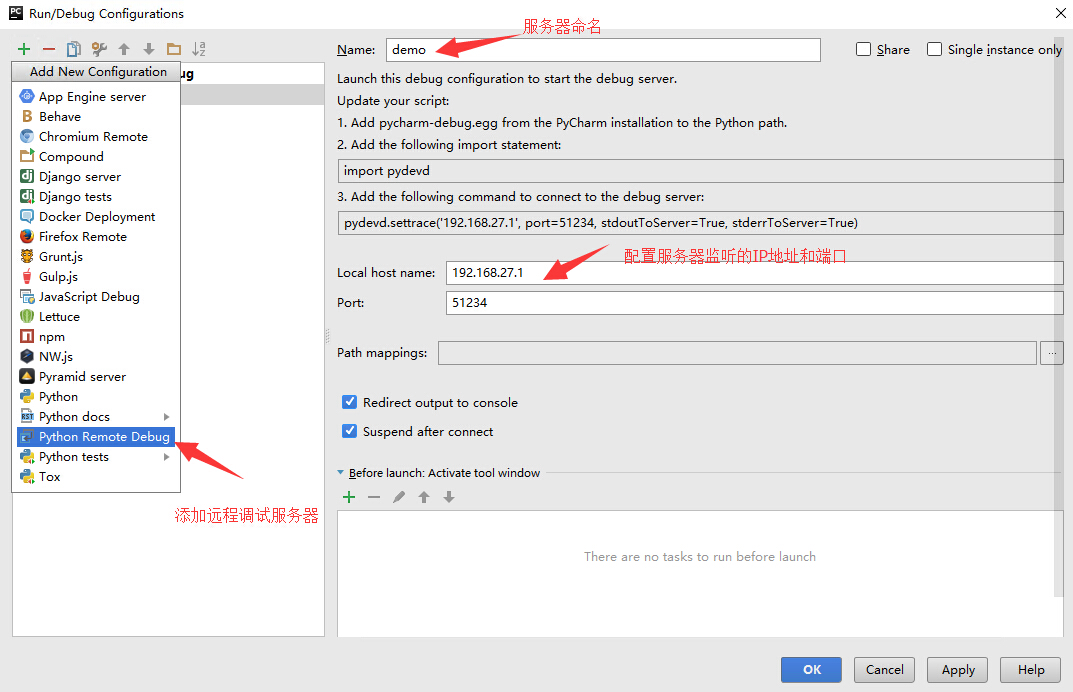 Run/Debug Configurations
服务器命名
Name: demo
Share
Single instance only
Add New Configuration
ug
App Engine server
Behave
Chromium Remote
Compound
Django server
Django tests
Docker Deployment
Firefox Remote
Grunt.js
Gulp.js
JavaScript Debug
Lettuce
npm
NW.js
Pyramid server
Python
Python docs
Python Remote Debug
Python tests
Tox
添加远程调试服务器
Launch this debug configuration to start the debug server.
Update your script:
1. Add pycharm-debug.egg from the PyCharm installation to the Python path.
2. Add the following import statement:
import pydevd
3. Add the following command to connect to the debug server:
pydevd.settrace('192.168.27.1', port=51234, stdoutToServer=True, stderrToServer=True)
配置服务器监听的IP地址和端口
Local host name: 192.168.27.1
Port: 51234
Path mappings:
...
Redirect output to console
Suspend after connect
Before launch: Activate tool window
There are no tasks to run before launch
OK
Cancel
Apply
Help